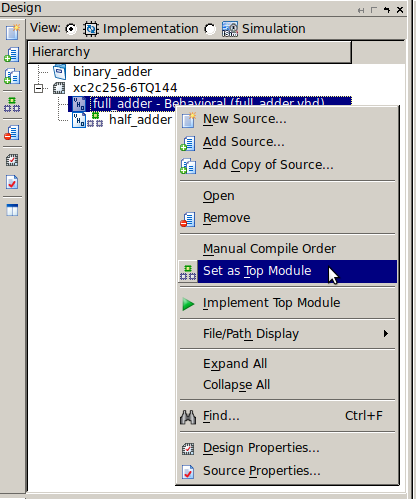 Design
View: Implementation Simulation
Hierarchy
binary_adder
xc2c256-6TQ144
full_adder - Behavioral (full_adder.vhd)
half_adder
New Source...
Add Source...
Add Copy of Source...
Open
Remove
Manual Compile Order
Set as Top Module
Implement Top Module
File/Path Display
Expand All
Collapse All
Find... Ctrl+F
Design Properties...
Source Properties...